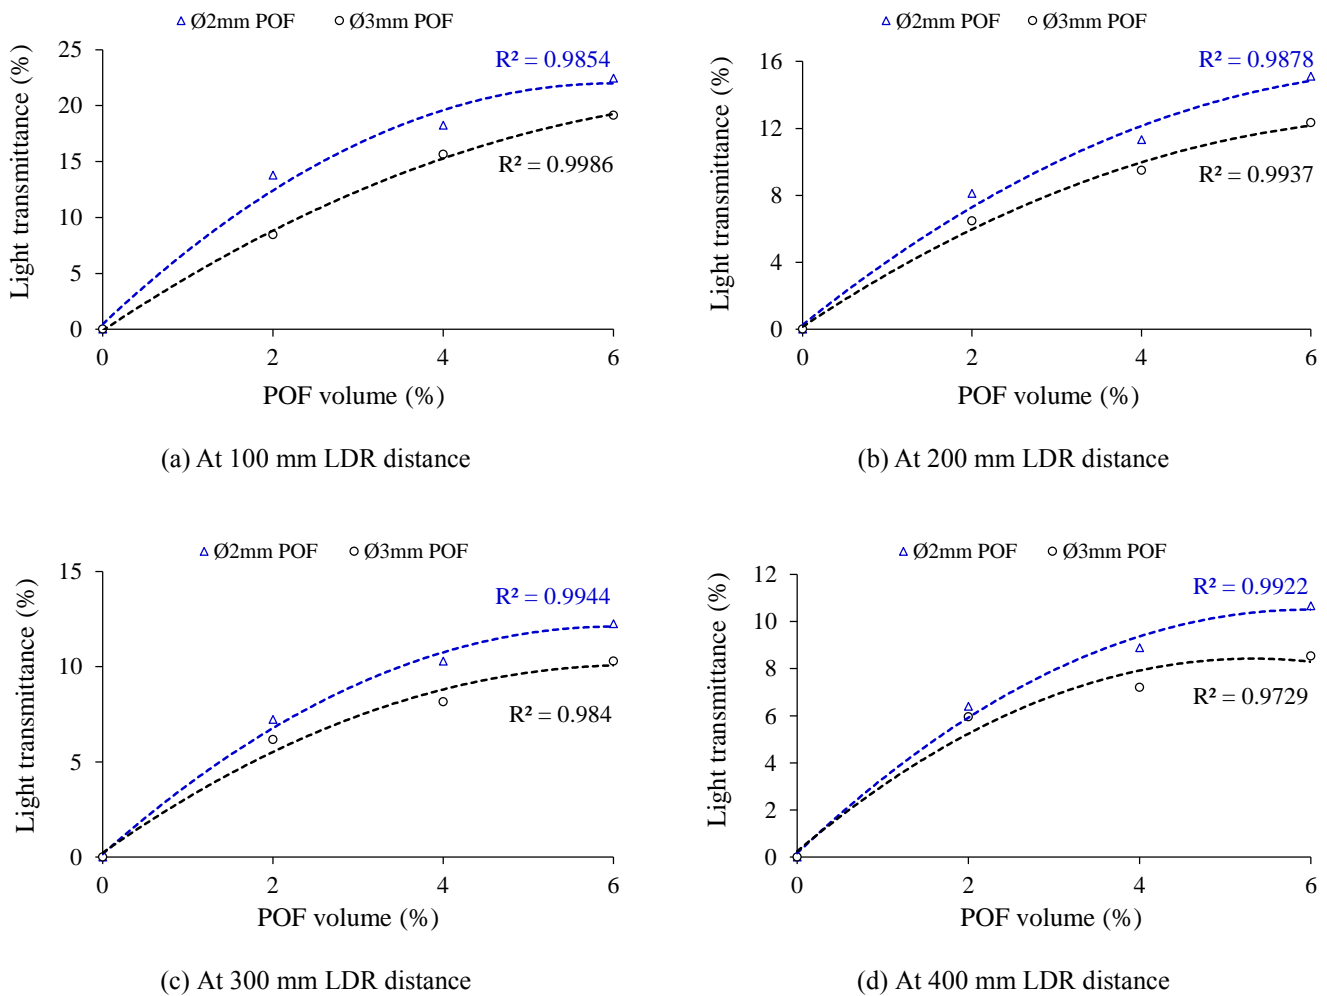 Ø2mm POF Ø3mm POF
Light transmittance (%)
25
20
15
10
5
0
R² = 0.9854
R² = 0.9986
0 2 4 6
POF volume (%)
(a) At 100 mm LDR distance
Ø2mm POF Ø3mm POF
Light transmittance (%)
16
12
8
4
0
R² = 0.9878
R² = 0.9937
0 2 4 6
POF volume (%)
(b) At 200 mm LDR distance
Ø2mm POF Ø3mm POF
Light transmittance (%)
15
10
5
0
R² = 0.9944
R² = 0.984
0 2 4 6
POF volume (%)
(c) At 300 mm LDR distance
Ø2mm POF Ø3mm POF
Light transmittance (%)
12
10
8
6
4
2
0
R² = 0.9922
R² = 0.9729
0 2 4 6
POF volume (%)
(d) At 400 mm LDR distance